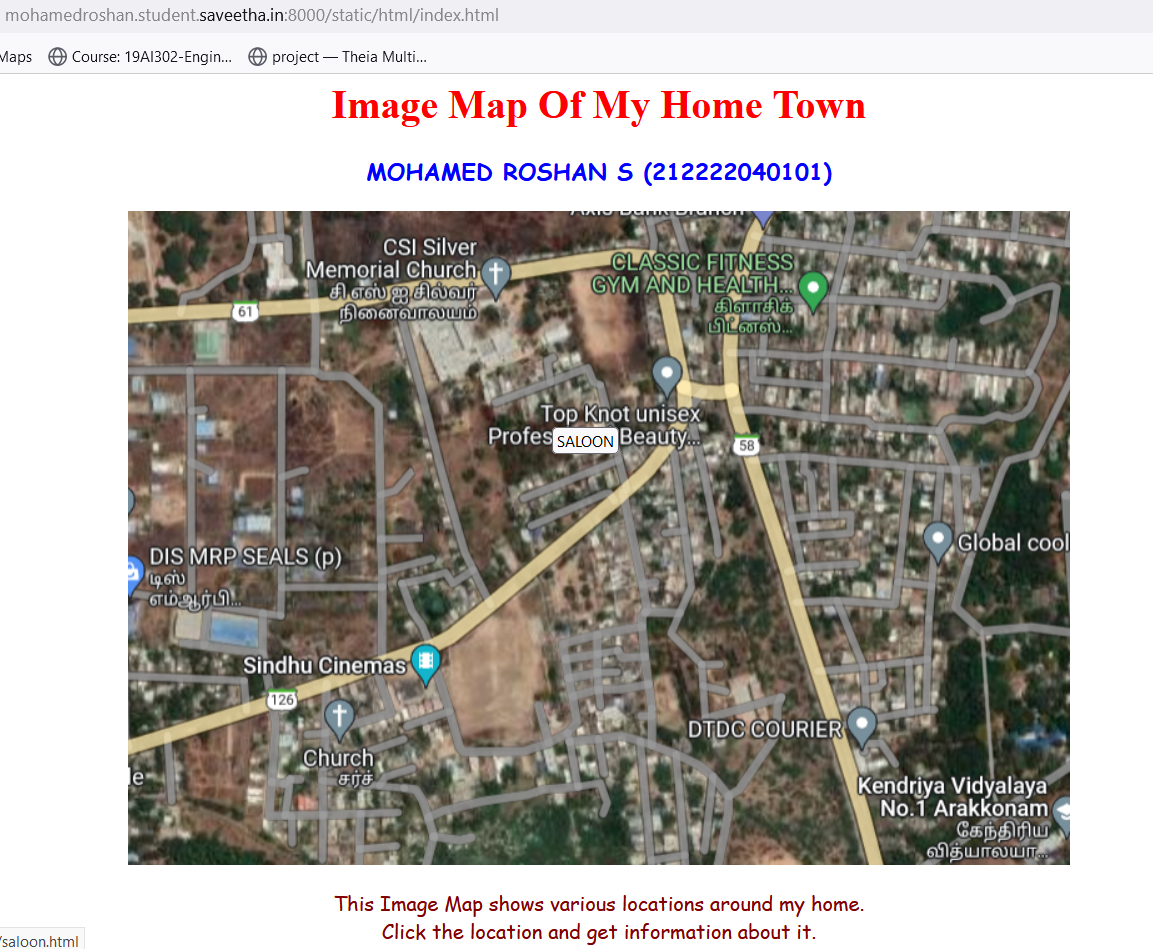 mohamedroshan.student.saveetha.in:8000/static/html/index.html
Maps Course: 19AI302-Engin... project — Theia Multi...
Image Map Of My Home Town
MOHAMED ROSHAN S (212222040101)
Axis Bank Branch
CSI Silver
Memorial Church
சி எஸ் ஐ சில்வர்
நினைவாலயம்
CLASSIC FITNESS
GYM AND HEALTH...
கிளாசிக்
பிட்னஸ்...
61
Top Knot unisex
Profes SALOON Beauty...
58
Global cool
DIS MRP SEALS (p)
டிஸ்
எம்ஆர்பி...
Sindhu Cinemas
126
Church
சர்ச்
DTDC COURIER
le
Kendriya Vidyalaya
No.1 Arakkonam
கேந்திரிய
வித்யாலயா...
This Image Map shows various locations around my home.
Click the location and get information about it.
/saloon.html